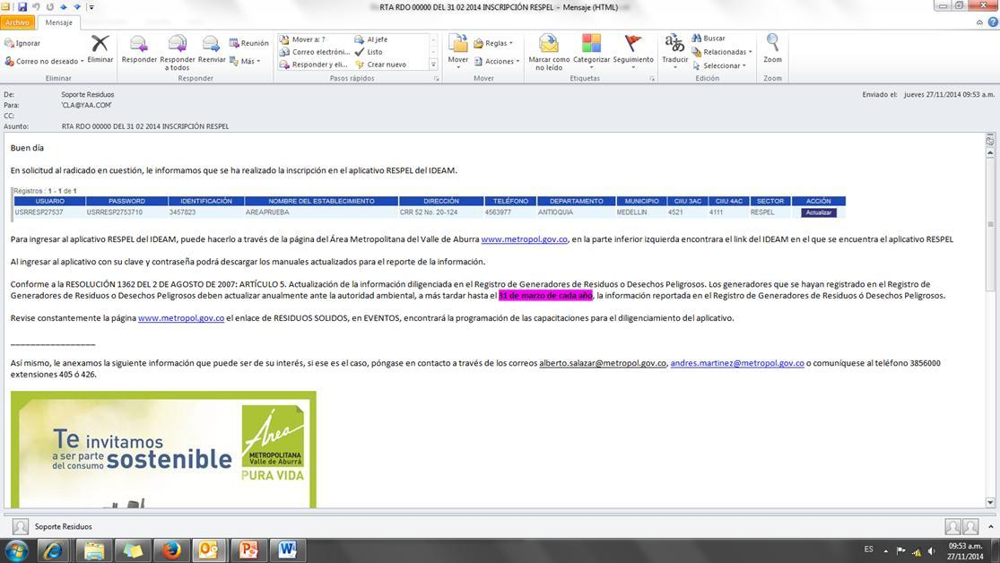 RTA RDO 00000 DEL 31 02 2014 INSCRIPCIÓN RESPEL - Mensaje (HTML)
Archivo Mensaje
Ignorar
Correo no deseado
Eliminar
Responder
Responder a todos
Reenviar
Reunión
Más
Mover a: ?
Al jefe
Correo electróni...
Listo
Responder y eli...
Crear nuevo
Mover
Reglas
Acciones
Marcar como no leído
Categorizar
Seguimiento
Traducir
Buscar
Relacionadas
Seleccionar
Zoom
Eliminar Responder Pasos rápidos Mover Etiquetas Edición Zoom
De: Soporte Residuos
Enviado el: jueves 27/11/2014 09:53 a.m.
Para: 'CLA@YAA.COM'
CC:
Asunto: RTA RDO 00000 DEL 31 02 2014 INSCRIPCIÓN RESPEL
Buen día
En solicitud al radicado en cuestión, le informamos que se ha realizado la inscripción en el aplicativo RESPEL del IDEAM.
Registros : 1 - 1 de 1
USUARIO PASSWORD IDENTIFICACIÓN NOMBRE DEL ESTABLECIMIENTO DIRECCIÓN TELÉFONO DEPARTAMENTO MUNICIPIO CIIU 3AC CIIU 4AC SECTOR ACCIÓN
USRRESP27537 USRRESP2753710 3457823 AREAPRUEBA CRR 52 No. 20-124 4563977 ANTIOQUIA MEDELLIN 4521 4111 RESPEL Actualizar
Para ingresar al aplicativo RESPEL del IDEAM, puede hacerlo a través de la página del Área Metropolitana del Valle de Aburra www.metropol.gov.co, en la parte inferior izquierda encontrara el link del IDEAM en el que se encuentra el aplicativo RESPEL
Al ingresar al aplicativo con su clave y contraseña podrá descargar los manuales actualizados para el reporte de la información.
Conforme a la RESOLUCIÓN 1362 DEL 2 DE AGOSTO DE 2007: ARTÍCULO 5. Actualización de la información diligenciada en el Registro de Generadores de Residuos o Desechos Peligrosos. Los generadores que se hayan registrado en el Registro de
Generadores de Residuos o Desechos Peligrosos deben actualizar anualmente ante la autoridad ambiental, a más tardar hasta el 31 de marzo de cada año, la información reportada en el Registro de Generadores de Residuos ó Desechos Peligrosos.
Revise constantemente la página www.metropol.gov.co el enlace de RESIDUOS SOLIDOS, en EVENTOS, encontrará la programación de las capacitaciones para el diligenciamiento del aplicativo.
_________________
Así mismo, le anexamos la siguiente información que puede ser de su interés, si ese es el caso, póngase en contacto a través de los correos alberto.salazar@metropol.gov.co, andres.martinez@metropol.gov.co o comuníquese al teléfono 3856000
extensiones 405 ó 426.
Te invitamos
a ser parte
del consumo sostenible
Área
METROPOLITANA
Valle de Aburrá
PURA VIDA
Soporte Residuos
ES
09:53 a.m.
27/11/2014